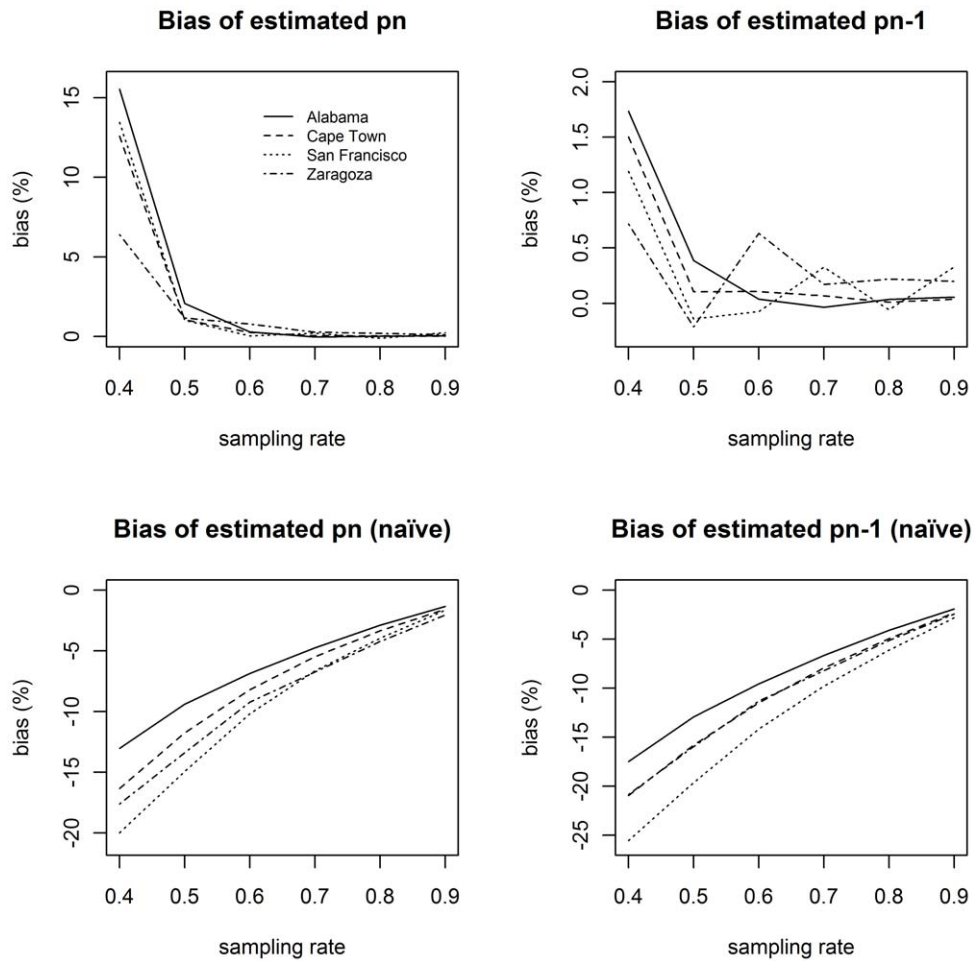 Bias of estimated pn
bias (%)
15
10
5
0
Alabama
Cape Town
San Francisco
Zaragoza
0.4 0.5 0.6 0.7 0.8 0.9
sampling rate
Bias of estimated pn-1
bias (%)
2.0
1.5
1.0
0.5
0.0
0.4 0.5 0.6 0.7 0.8 0.9
sampling rate
Bias of estimated pn (naïve)
bias (%)
0
-5
-10
-15
-20
0.4 0.5 0.6 0.7 0.8 0.9
sampling rate
Bias of estimated pn-1 (naïve)
bias (%)
0
-5
-10
-15
-20
-25
0.4 0.5 0.6 0.7 0.8 0.9
sampling rate